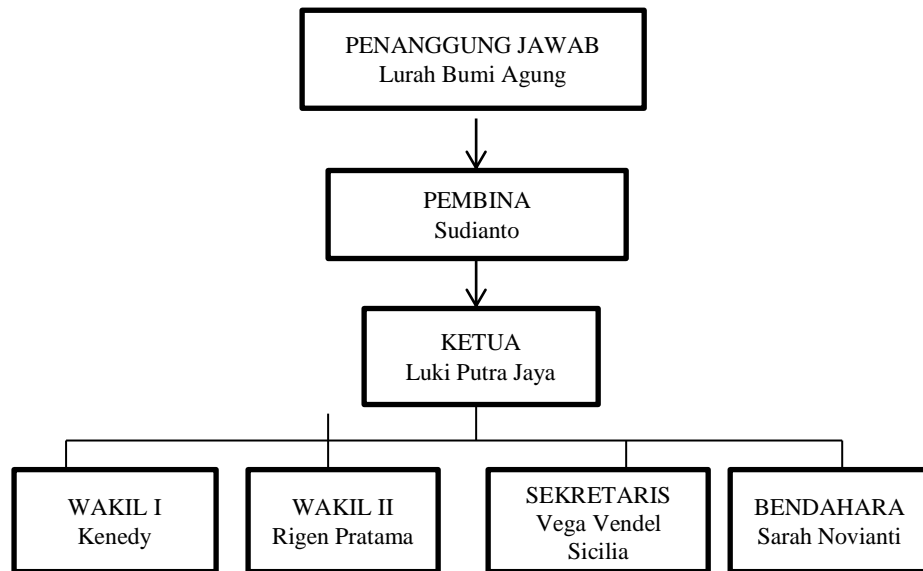 PENANGGUNG JAWAB
Lurah Bumi Agung
PEMBINA
Sudianto
KETUA
Luki Putra Jaya
WAKIL I
Kenedy
WAKIL II
Rigen Pratama
SEKRETARIS
Vega Vendel
Sicilia
BENDAHARA
Sarah Novianti